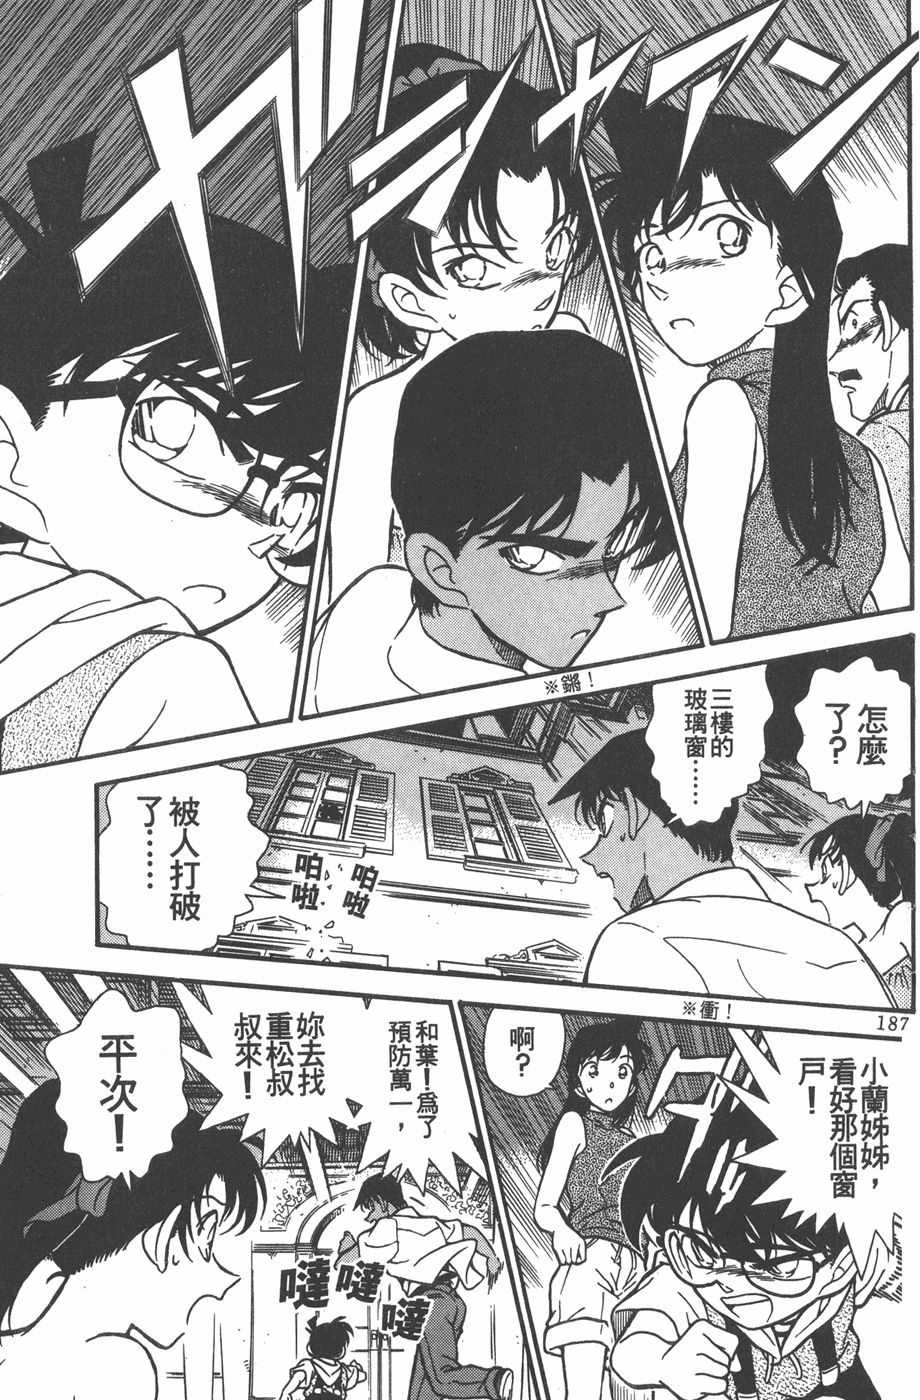 ガシャアン
※鏘！
怎麼
了？
三樓的
玻璃窗……
被人打破
了……
啪啦
啪啦
※衝！
187
小蘭姊姊，
看好那個窗
戶！
啊？
和葉！為了
預防萬一，
妳去找
重松叔
叔來！
噠噠噠
平次！